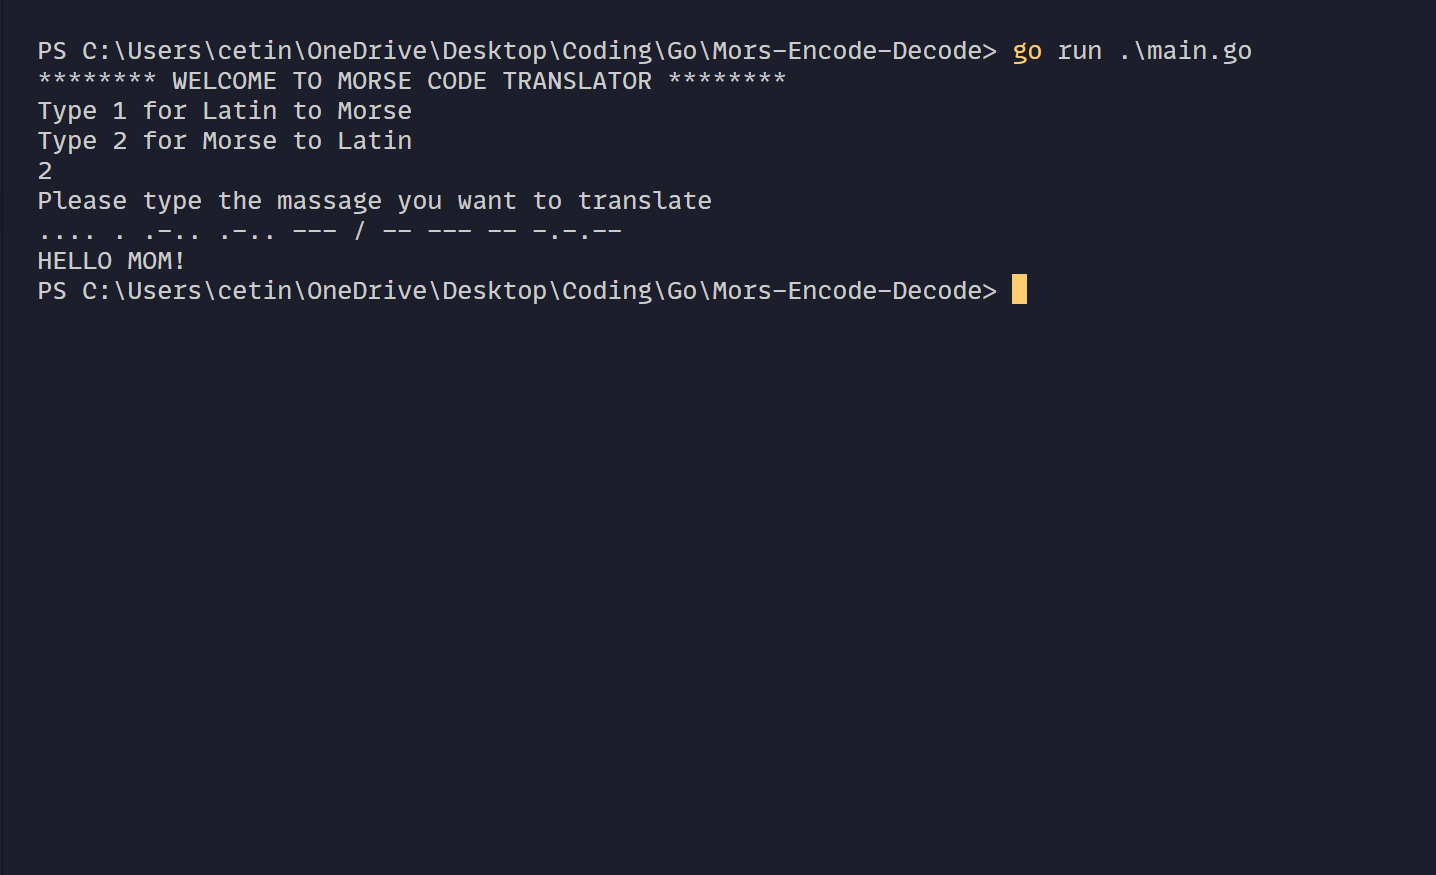 PS C:\Users\cetin\OneDrive\Desktop\Coding\Go\Mors-Encode-Decode> go run .\main.go
******** WELCOME TO MORSE CODE TRANSLATOR ********
Type 1 for Latin to Morse
Type 2 for Morse to Latin
2
Please type the massage you want to translate
.... . .-.. .-.. --- / -- --- -- -.-.--
HELLO MOM!
PS C:\Users\cetin\OneDrive\Desktop\Coding\Go\Mors-Encode-Decode>